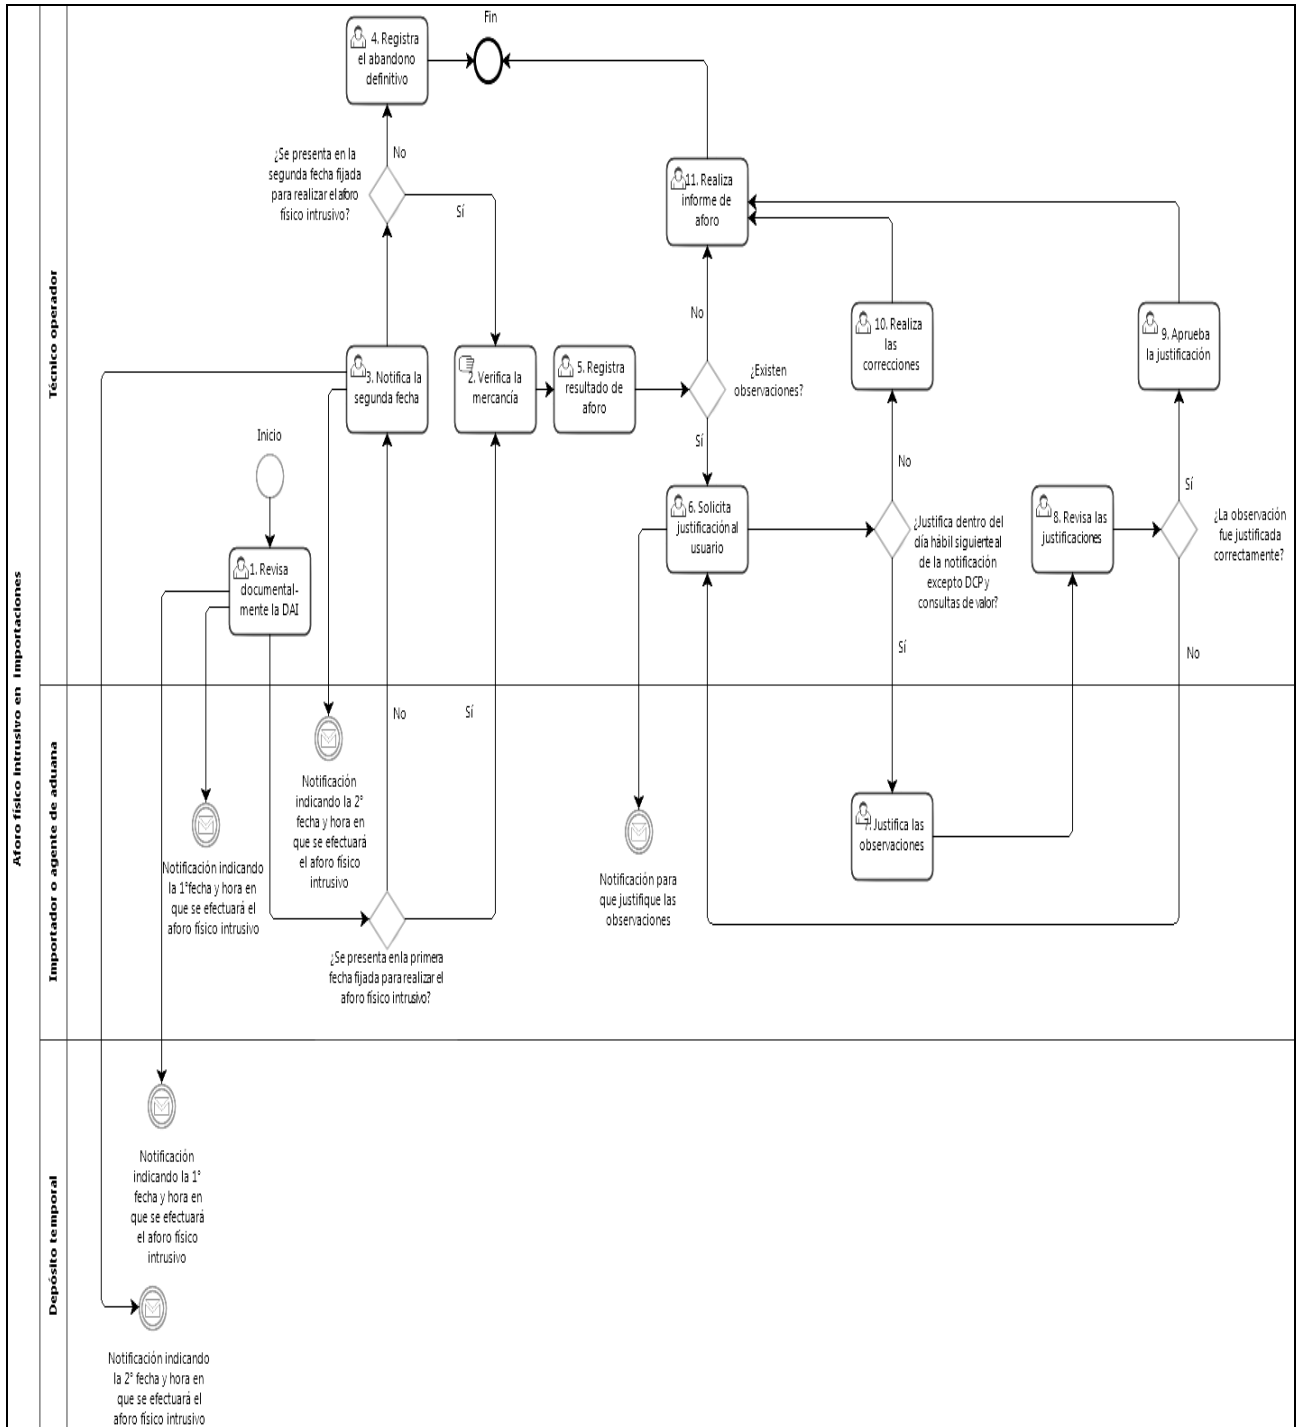 Aforo físico intrusivo en Importaciones
Técnico operador
Fin
4. Registra
el abandono
definitivo
No
¿Se presenta en la
segunda fecha fijada
para realizar el aforo
físico intrusivo?
Sí
11. Realiza
informe de
aforo
No
3. Notifica la
segunda fecha
2. Verifica la
mercancía
5. Registra
resultado de
aforo
¿Existen
observaciones?
Sí
10. Realiza
las
correcciones
9. Aprueba
la justificación
Inicio
No
Sí
6. Solicita
justificación al
usuario
¿Justifica dentro del
día hábil siguiente al
de la notificación
excepto DCP y
consultas de valor?
8. Revisa las
justificaciones
¿La observación
fue justificada
correctamente?
1. Revisa
documental-
mente la DAI
Sí
No
Importador o agente de aduana
No
Sí
Notificación
indicando la 2°
fecha y hora en
que se efectuará
el aforo físico
intrusivo
Notificación indicando
la 1°fecha y hora en
que se efectuará el
aforo físico intrusivo
7. Justifica las
observaciones
Notificación para
que justifique las
observaciones
¿Se presenta en la primera
fecha fijada para realizar el
aforo físico intrusivo?
Depósito temporal
Notificación
indicando la 1°
fecha y hora en
que se efectuará
el aforo físico
intrusivo
Notificación indicando
la 2° fecha y hora en
que se efectuará el
aforo físico intrusivo